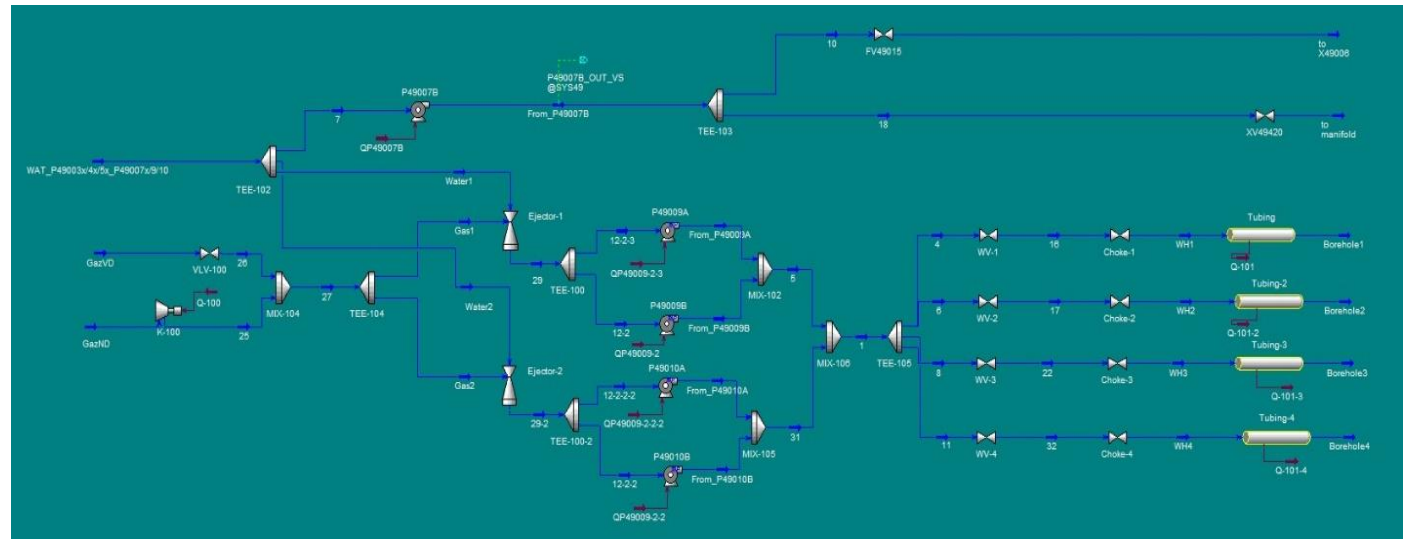 10
FV49015
to
X49006
P49007B_OUT_VS
@SYS49
P49007B
7
From_P49007B
TEE-103
18
XV49420
to
manifold
QP49007B
WAT_P49003x/4x/5x_P49007x/9/10
TEE-102
Water1
Ejector-1
P49009A
12-2-3
From_P49009A
Gas1
Tubing
4
WV-1
16
Choke-1
WH1
Borehole1
Q-101
GazVD
VLV-100
26
QP49009-2-3
29
TEE-100
MIX-102
5
Q-100
MIX-104
27
TEE-104
Water2
P49009B
Tubing-2
6
WV-2
17
Choke-2
WH2
Borehole2
Q-101-2
K-100
GazND
25
12-2
From_P49009B
QP49009-2
MIX-106
1
TEE-105
Tubing-3
Gas2
Ejector-2
P49010A
12-2-2-2
From_P49010A
8
WV-3
22
Choke-3
WH3
Borehole3
Q-101-3
29-2
TEE-100-2
QP49009-2-2-2
MIX-105
31
Tubing-4
11
WV-4
32
Choke-4
WH4
Borehole4
Q-101-4
P49010B
12-2-2
From_P49010B
QP49009-2-2